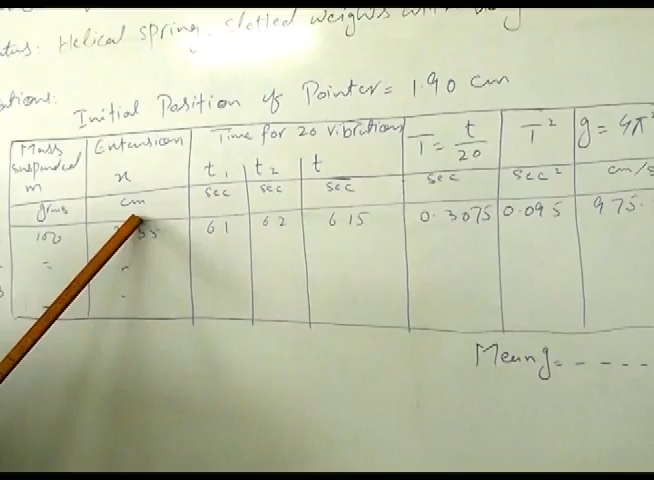 Helical spring, slotted weights
Initial Position of Pointer = 1.90 cm
Mass suspended m Extension x Time for 20 vibrations T = t/20 T² g = 4π²
t₁ t₂ t
grms cm sec sec sec sec sec² cm/s
100 61 62 615 0.3075 0.095 975.
= "
Mean g = - - - -